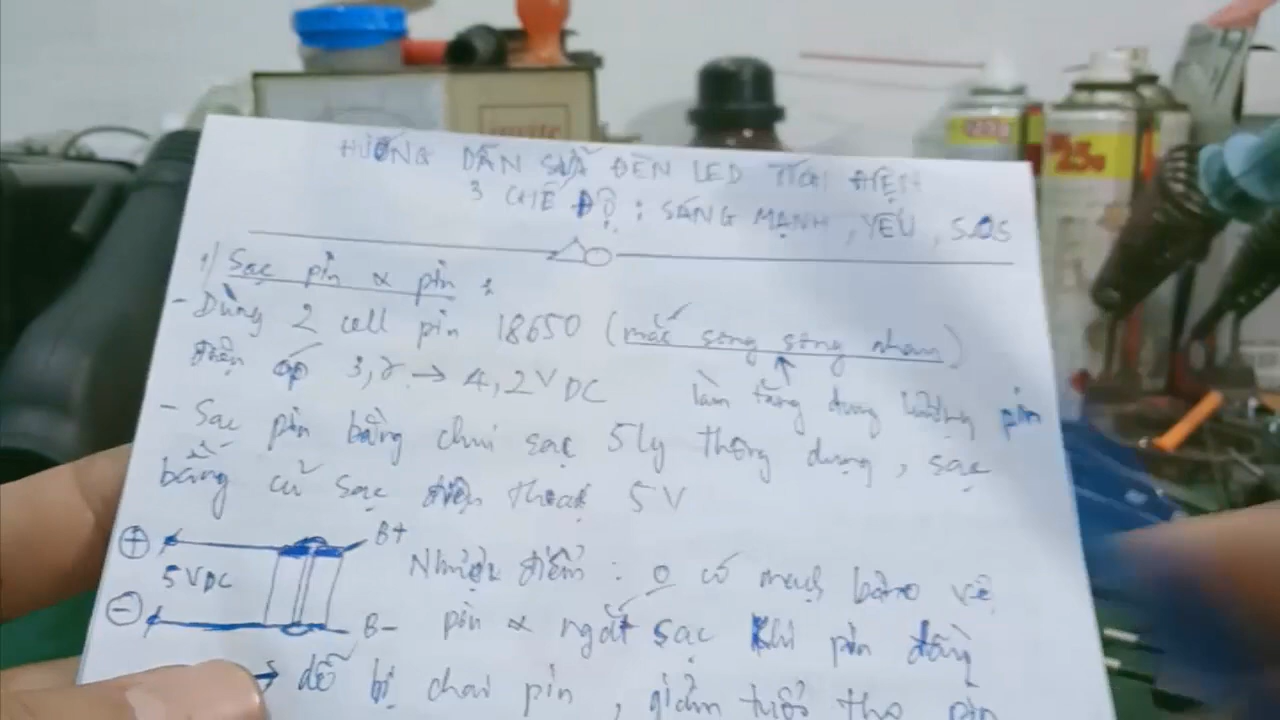 HƯỚNG DẪN SỬA ĐÈN LED TÍCH ĐIỆN
3 CHẾ ĐỘ : SÁNG MẠNH , YẾU , SOS
1/ Sạc pin & pin :
- Dùng 2 cell pin 18650 (mắc song song nhau)
điện áp 3,7 → 4,2V DC
làm tăng dung lượng pin
- Sạc pin bằng chui sạc 5ly thông dụng , sạc
bằng củ sạc điện thoại 5V
+ B+
5VDC
- B-
Nhược điểm : 0 có mạch bảo vệ
pin & ngắt sạc khi pin đầy
→ dễ bị chai pin , giảm tuổi thọ pin
250